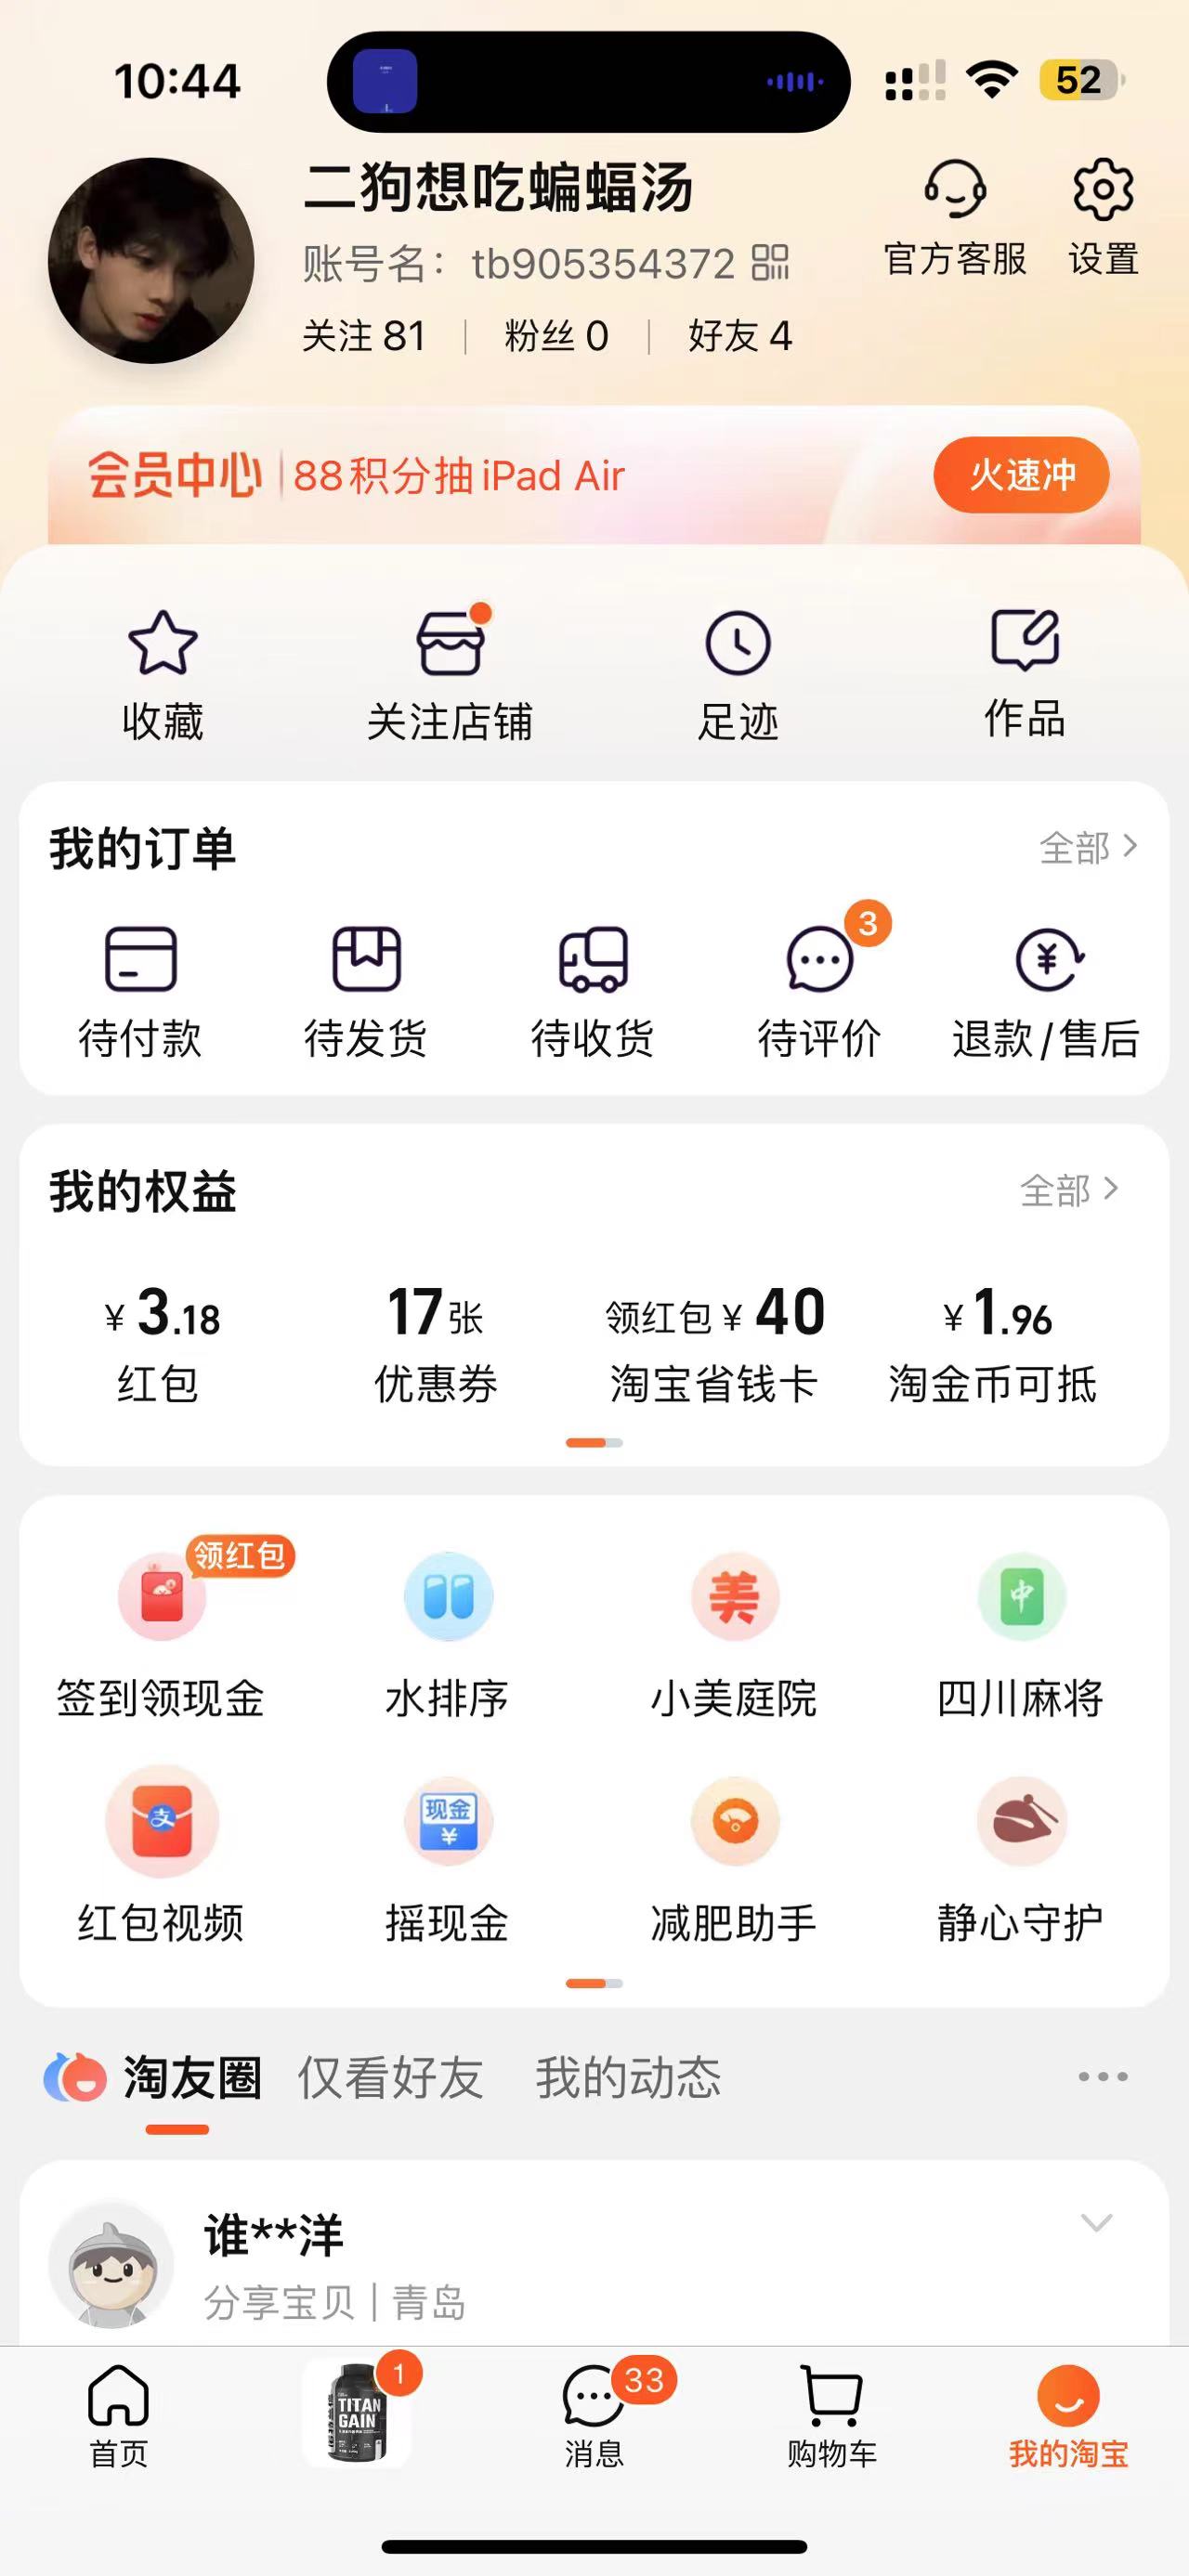 10:44
52
二狗想吃蝙蝠汤
账号名：tb905354372
官方客服 设置
关注 81 | 粉丝 0 | 好友 4
会员中心 | 88积分抽iPad Air 火速冲
收藏 关注店铺 足迹 作品
我的订单 全部
3
待付款 待发货 待收货 待评价 退款/售后
我的权益 全部
¥3.18 17张 领红包¥40 ¥1.96
红包 优惠券 淘宝省钱卡 淘金币可抵
领红包
美 中
签到领现金 水排序 小美庭院 四川麻将
支 现金
¥
红包视频 摇现金 减肥助手 静心守护
淘友圈 仅看好友 我的动态
谁**洋
分享宝贝 | 青岛
1 33
TITAN
GAIN
首页 消息 购物车 我的淘宝